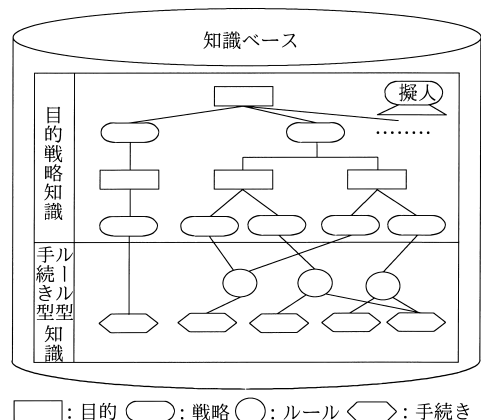 知識ベース
擬人
目的戦略知識
ルール型
手続き型
知識
:目的 :戦略 :ルール :手続き